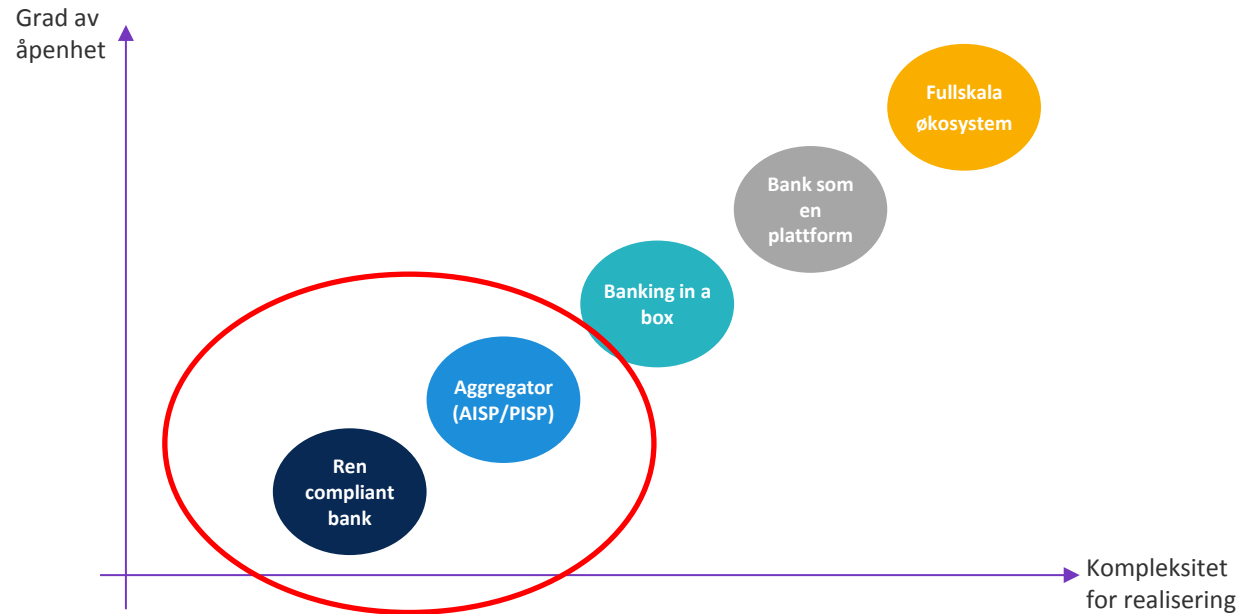 Grad av
åpenhet
Fullskala
økosystem
Bank som
en
plattform
Banking in a
box
Aggregator
(AISP/PISP)
Ren
compliant
bank
Kompleksitet
for realisering